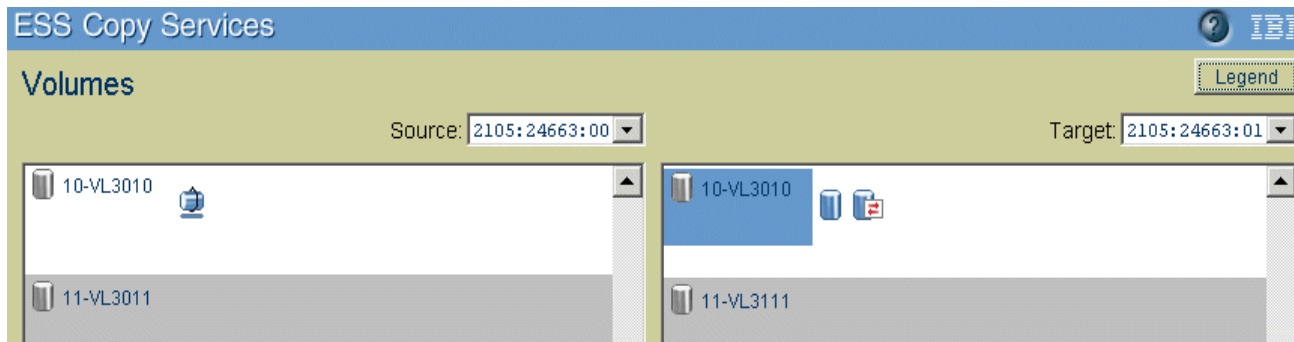 ESS Copy Services
?
Volumes
Legend
Source: 2105:24663:00
Target: 2105:24663:01
10-VL3010
10-VL3010
11-VL3011
11-VL3111